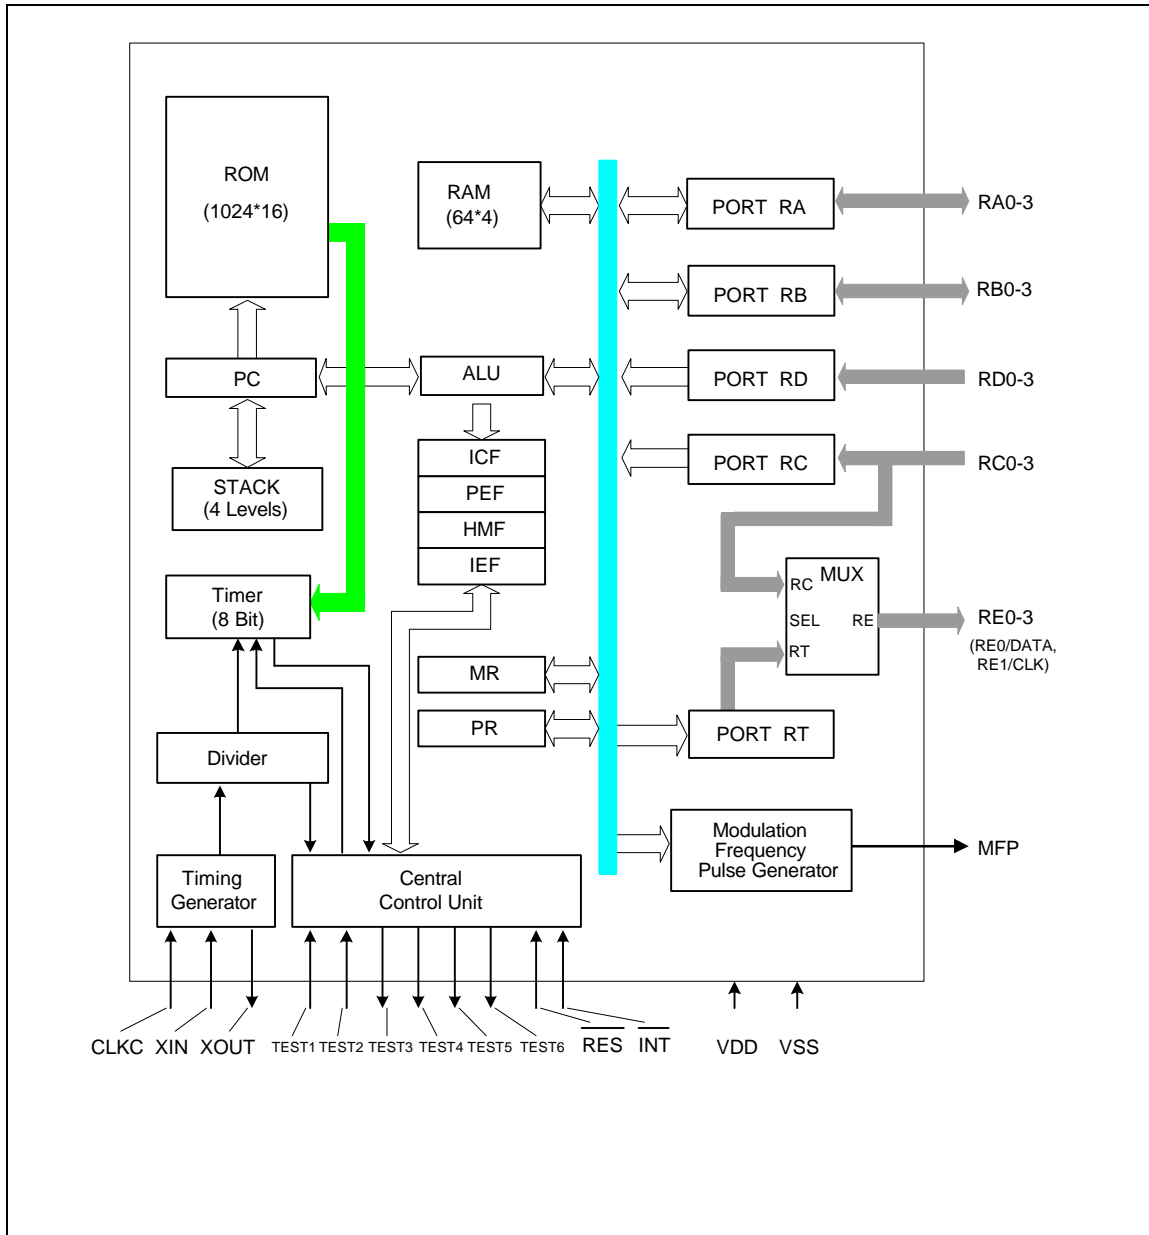 ROM
(1024*16)
RAM
(64*4)
PORT RA
RA0-3
PORT RB
RB0-3
PC
ALU
PORT RD
RD0-3
ICF
PORT RC
RC0-3
STACK
(4 Levels)
PEF
HMF
IEF
Timer
(8 Bit)
MUX
RC
SEL
RE
RT
RE0-3
(RE0/DATA,
RE1/CLK)
MR
PR
PORT RT
Divider
Modulation
Frequency
Pulse Generator
MFP
Timing
Generator
Central
Control Unit
CLKC XIN XOUT TEST1 TEST2 TEST3 TEST4 TEST5 TEST6 RES INT VDD VSS